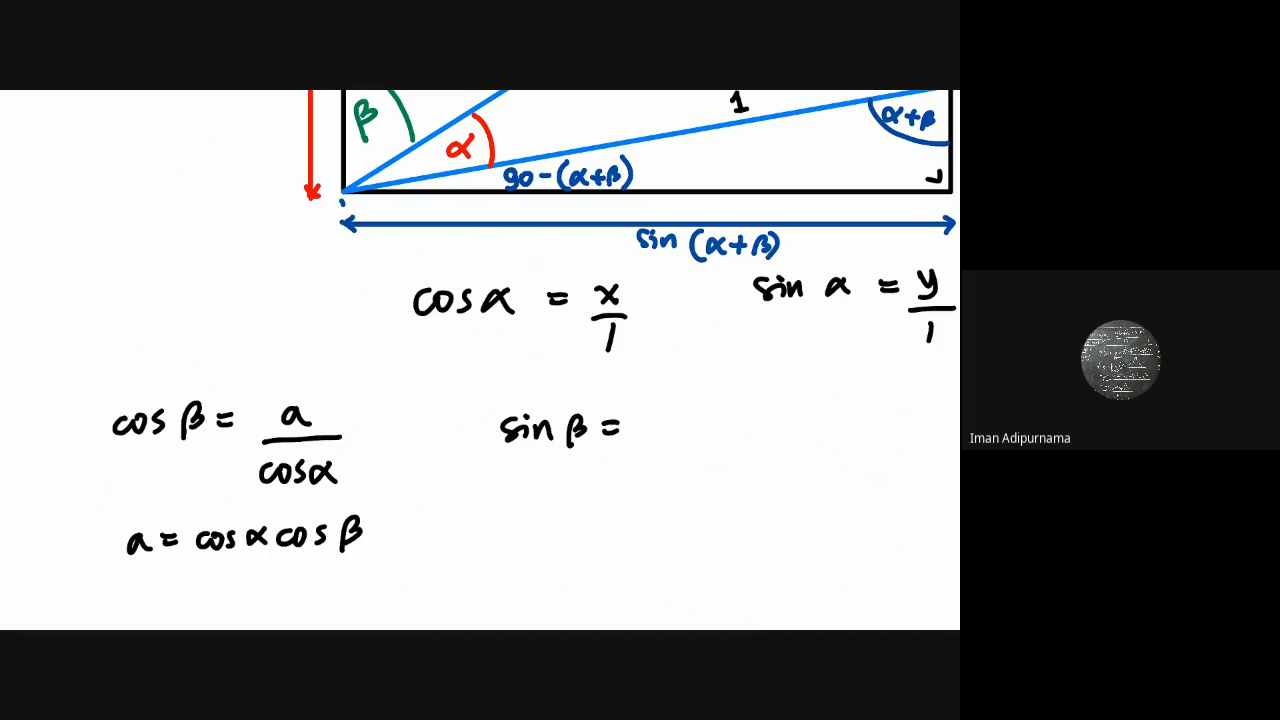 β
α
1
α+β
90-(α+β)
sin (α+β)
cos α = x/1
sin α = y/1
cos β = a/cosα
sin β =
a = cos α cos β
Iman Adipurnama